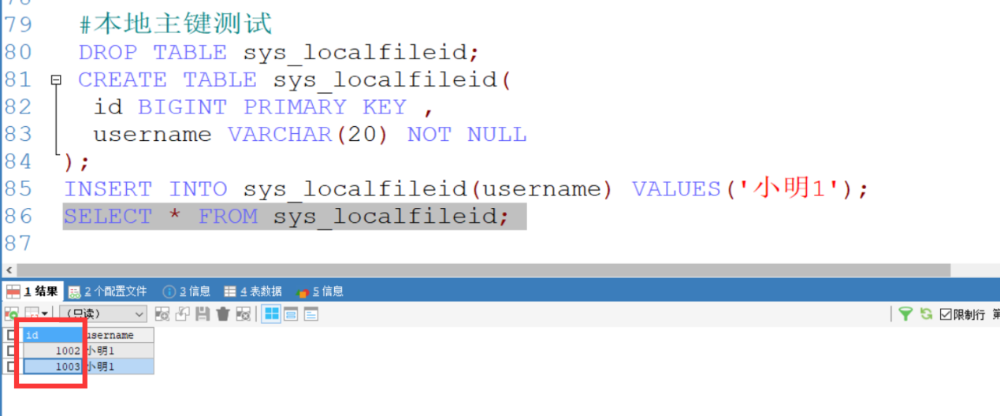 79 #本地主键测试
80 DROP TABLE sys_localfileid;
81 CREATE TABLE sys_localfileid(
82 id BIGINT PRIMARY KEY ,
83 username VARCHAR(20) NOT NULL
84 );
85 INSERT INTO sys_localfileid(username) VALUES('小明1');
86 SELECT * FROM sys_localfileid;
87
1 结果 2 个配置文件 3 信息 4 表数据 5 信息
(只读) 限制行 第
id username
1002 小明1
1003 小明1